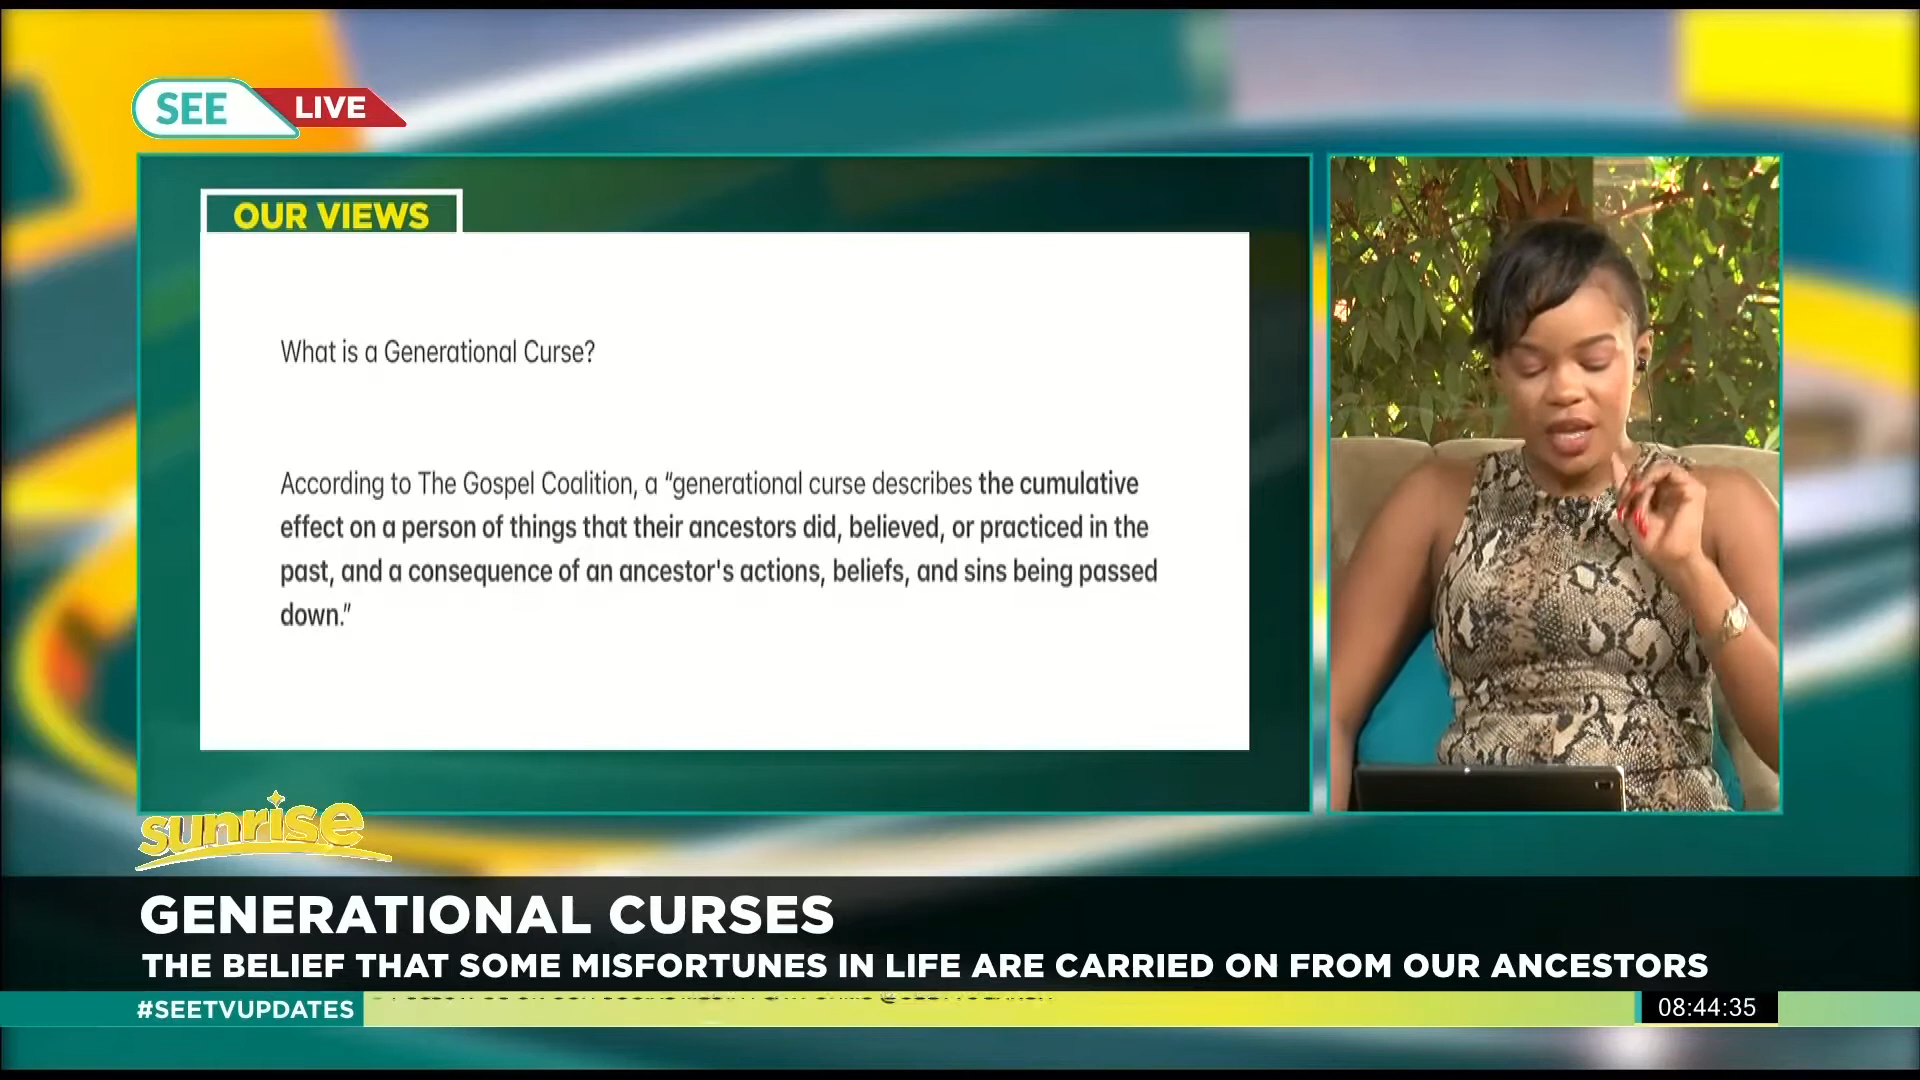 SEE
LIVE
OUR VIEWS
What is a Generational Curse?
According to The Gospel Coalition, a “generational curse describes the cumulative
effect on a person of things that their ancestors did, believed, or practiced in the
past, and a consequence of an ancestor's actions, beliefs, and sins being passed
down.”
sunrise
GENERATIONAL CURSES
THE BELIEF THAT SOME MISFORTUNES IN LIFE ARE CARRIED ON FROM OUR ANCESTORS
#SEETVUPDATES
08:44:35